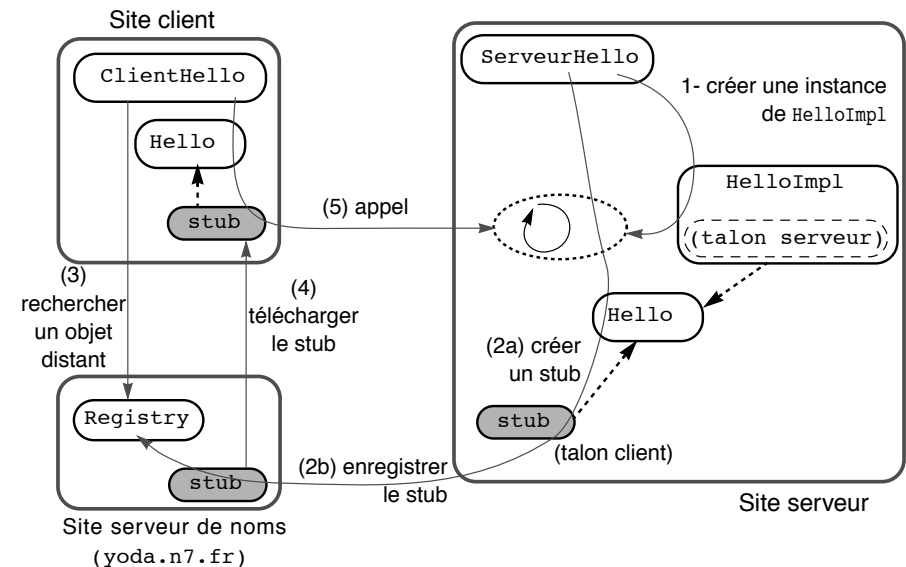 Site client
ClientHello
Hello
stub
(3)
rechercher
un objet
distant
(4)
télécharger
le stub
(5) appel
Registry
stub
Site serveur de noms
(yoda.n7.fr)
(2b) enregistrer
le stub
ServeurHello
1- créer une instance
de HelloImpl
HelloImpl
(talon serveur)
Hello
(2a) créer
un stub
stub
(talon client)
Site serveur